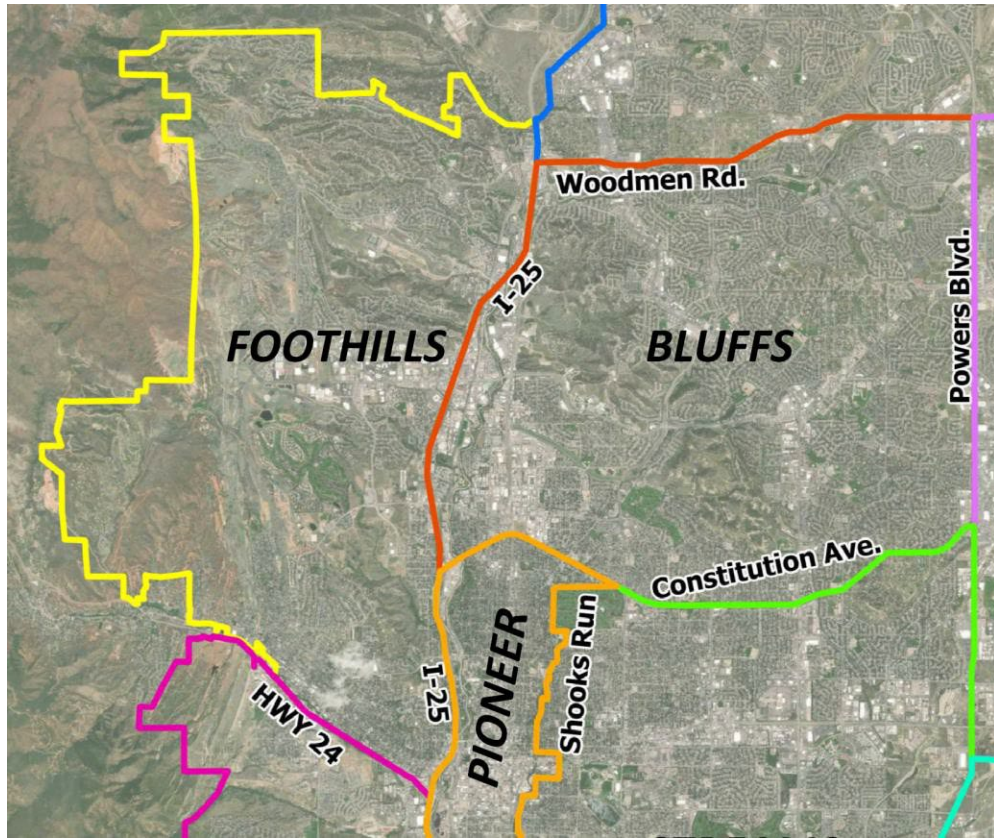 Woodmen Rd.
I-25
Powers Blvd.
FOOTHILLS
BLUFFS
Constitution Ave.
PIONEER
Shooks Run
I-25
HWY 24